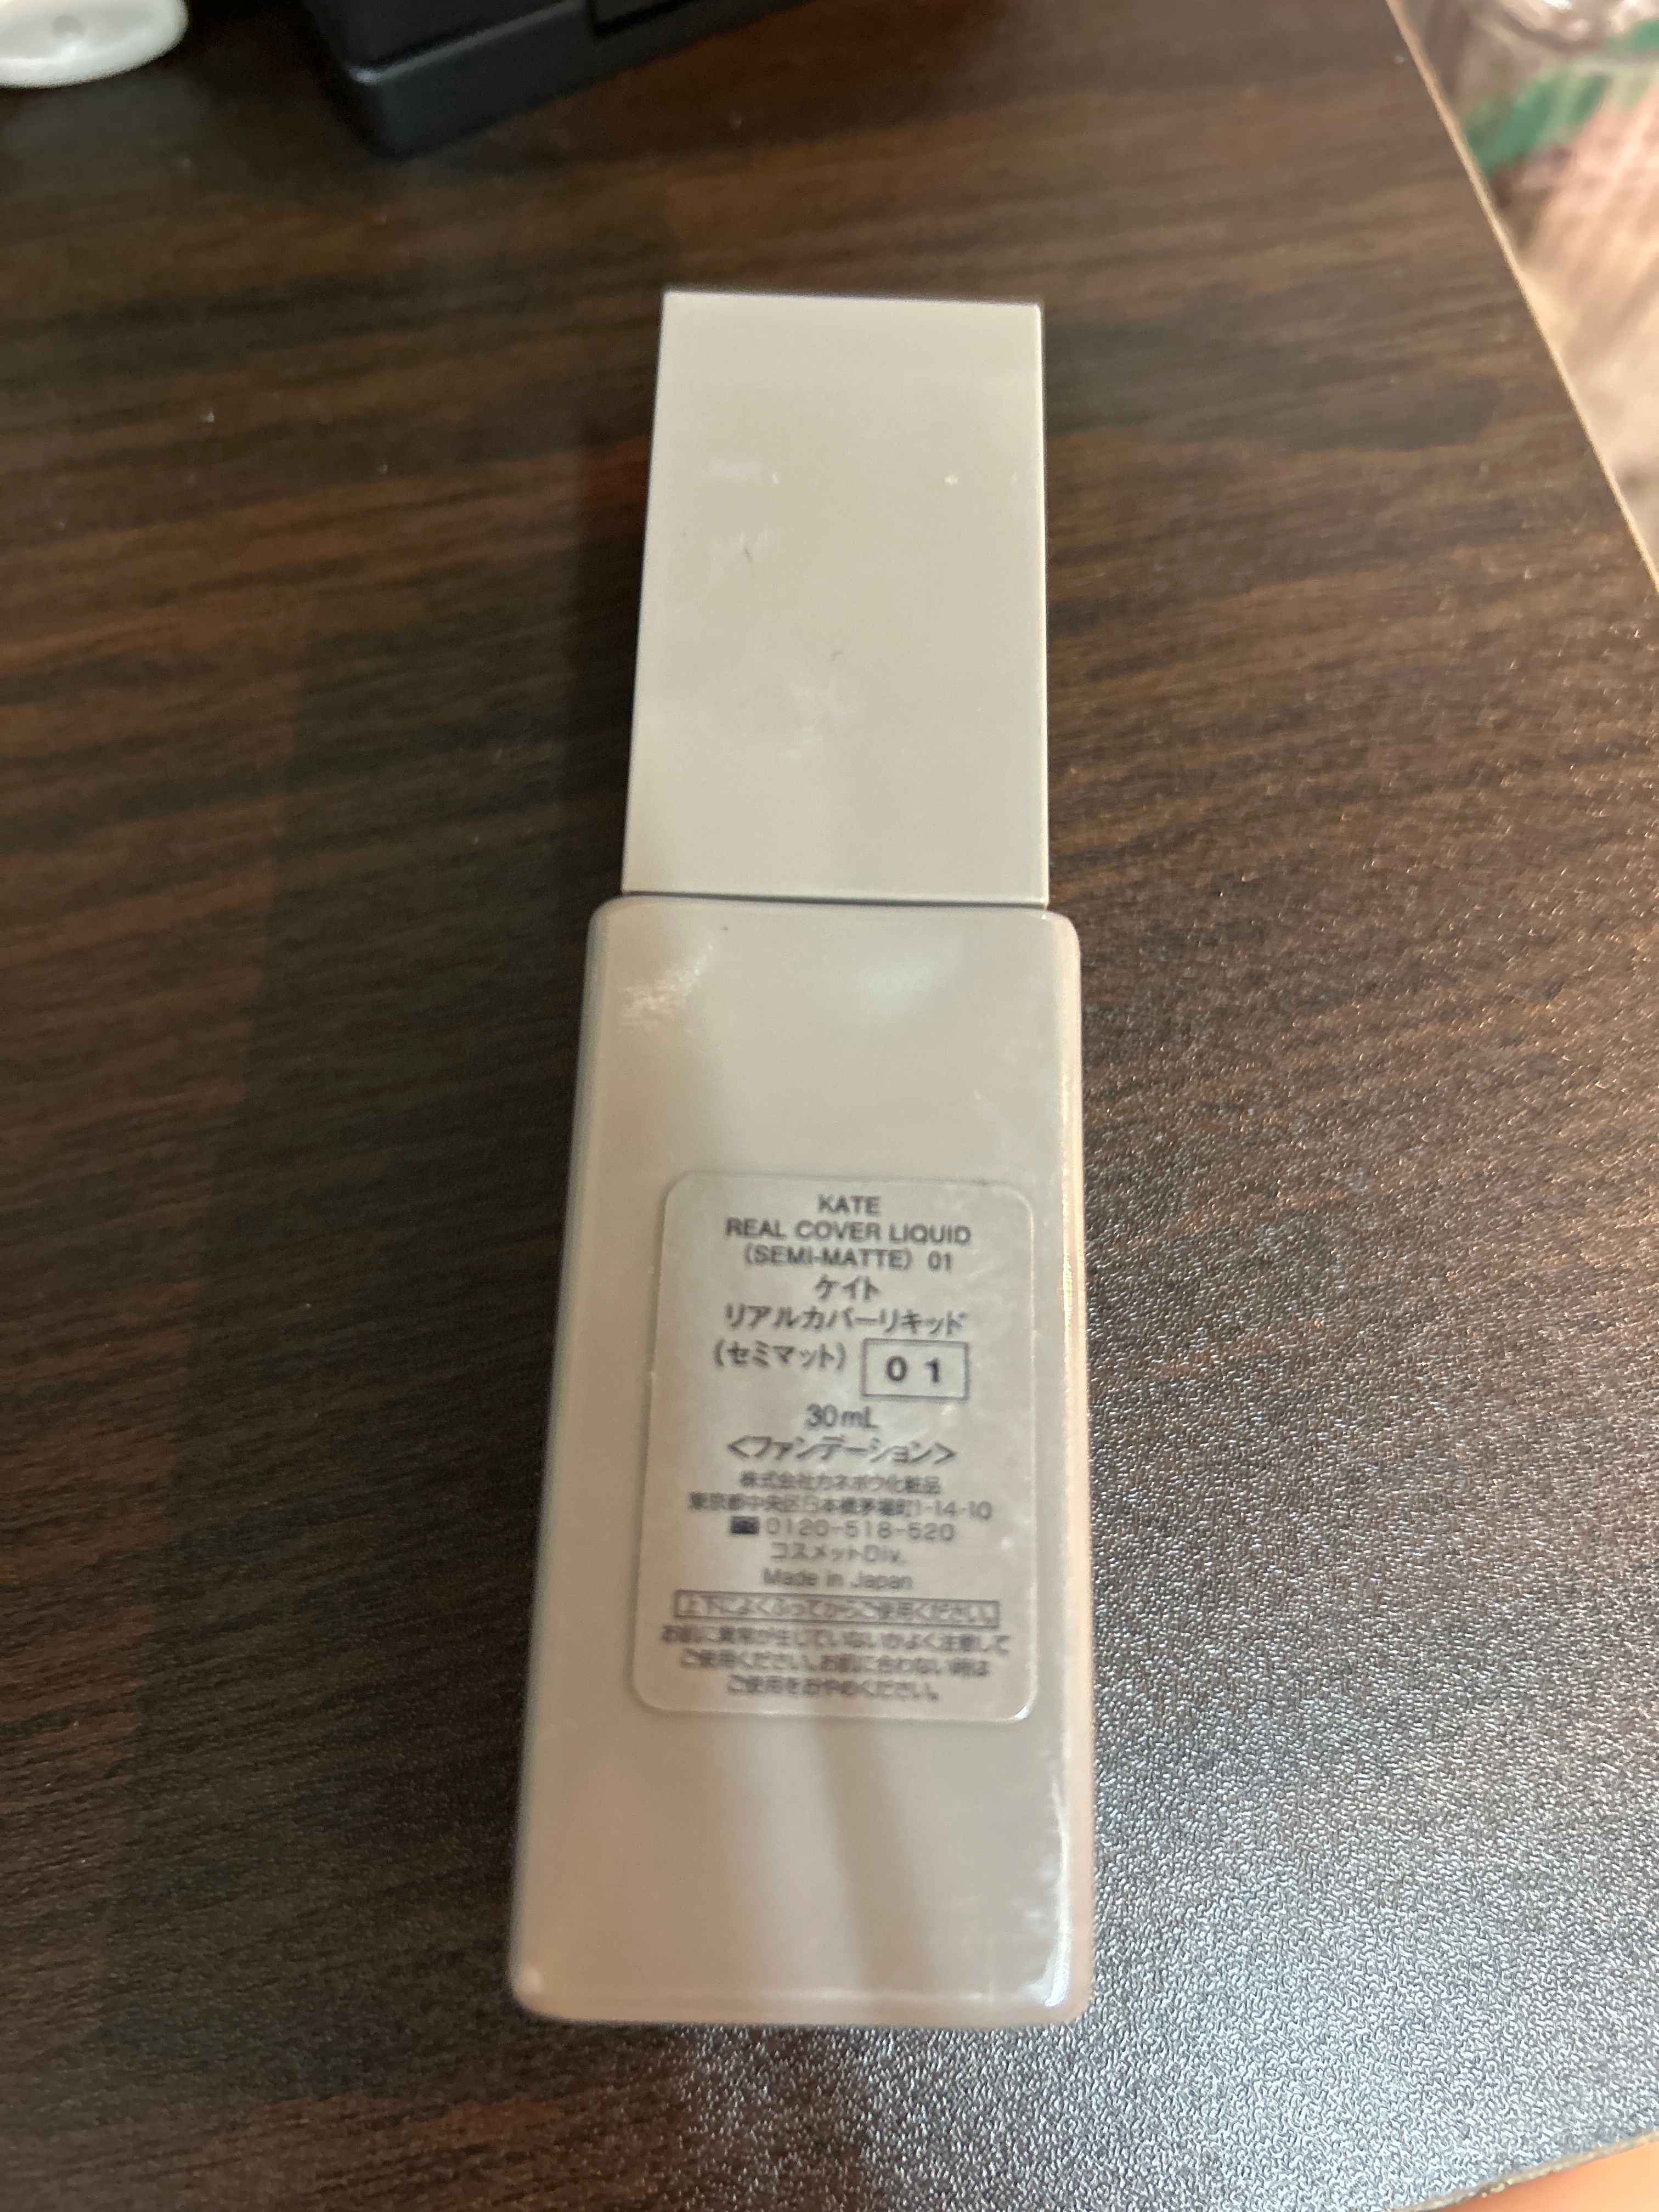 KATE
REAL COVER LIQUID
(SEMI-MATTE) 01
ケイト
リアルカバーリキッド
(セミマット) 01
30mL
<ファンデーション>
株式会社カネボウ化粧品
東京都中央区日本橋茅場町1-14-10
0120-518-520
コスメットDiv.
Made in Japan
上下によくふってからご使用ください。
お肌に異常が生じていないかよく注意して
ご使用ください。お肌に合わない時は
ご使用をおやめください。